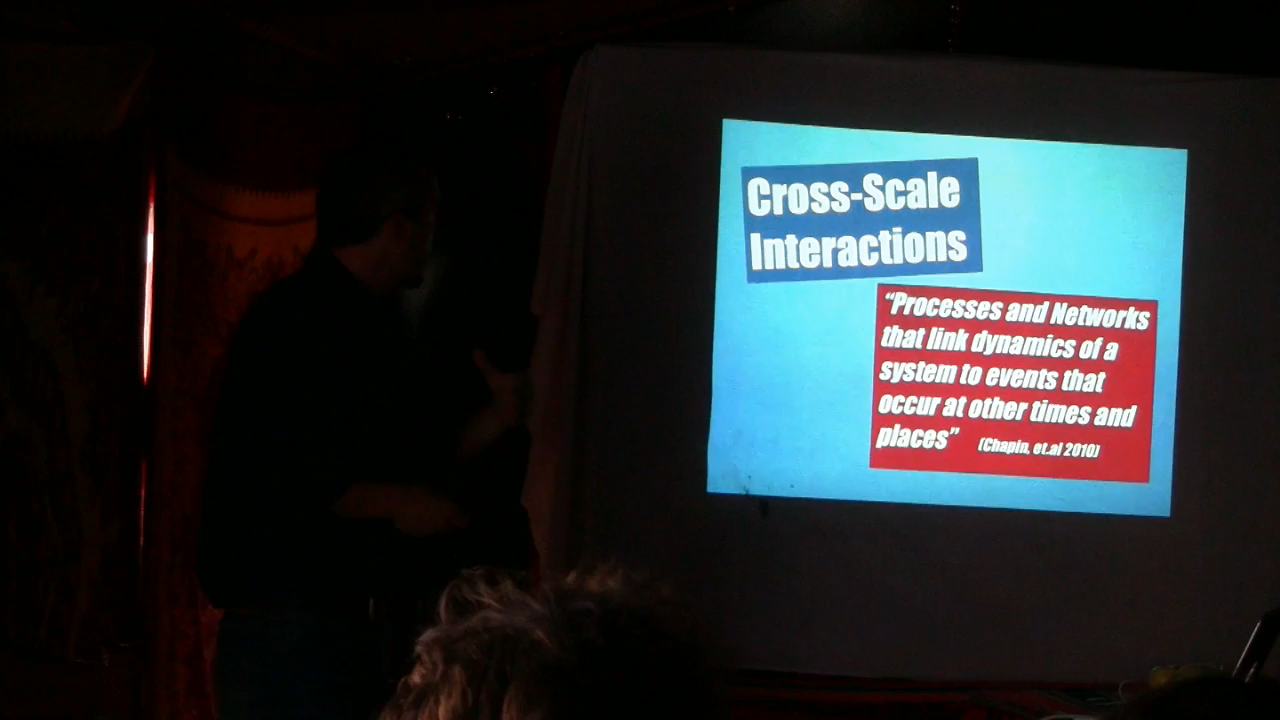 Cross-Scale
Interactions
“Processes and Networks
that link dynamics of a
system to events that
occur at other times and
places” (Chapin, et.al 2010)